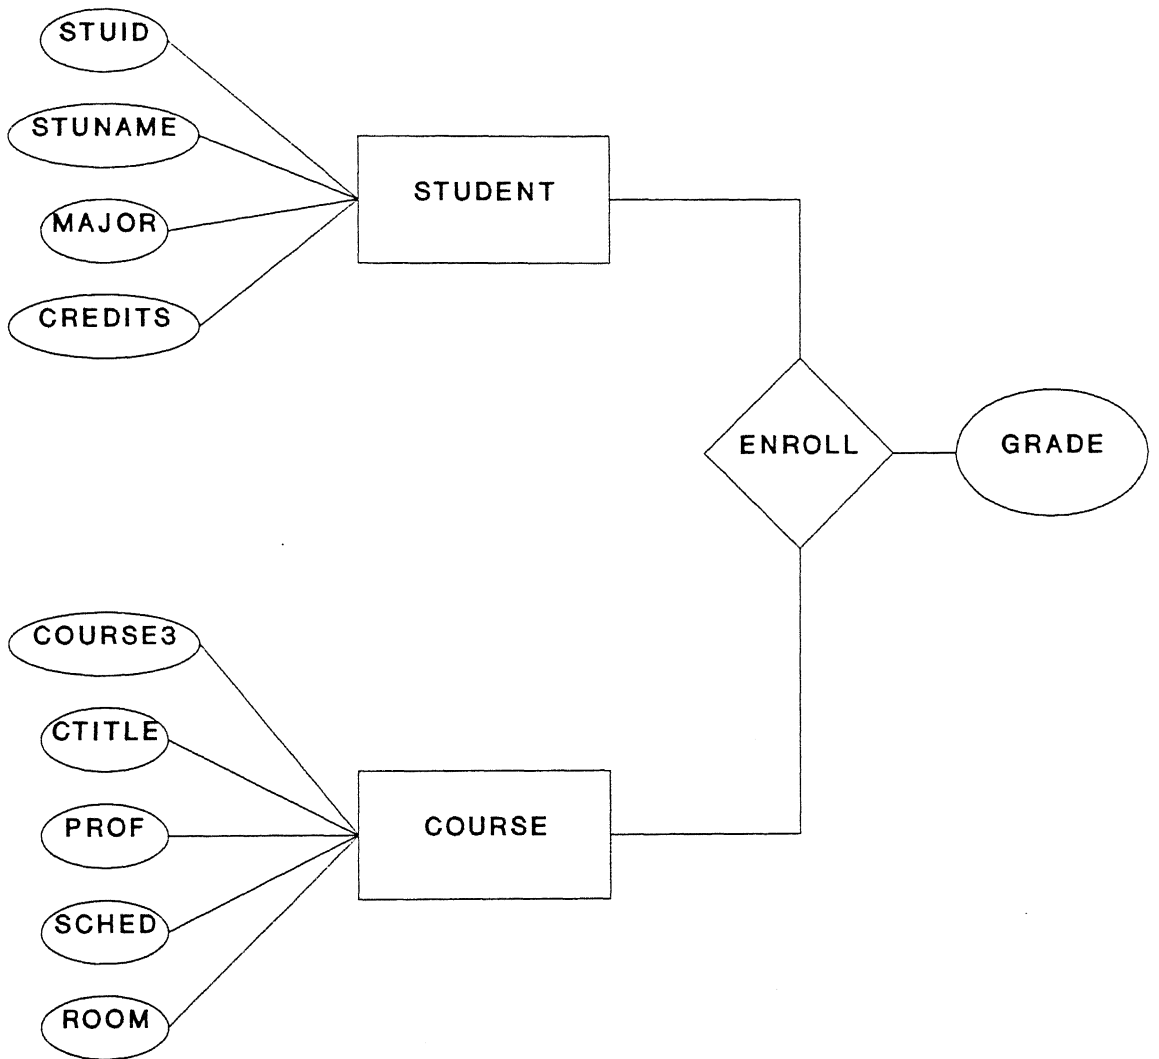 STUID
STUNAME
MAJOR
CREDITS
STUDENT
ENROLL
GRADE
COURSE3
CTITLE
PROF
SCHED
ROOM
COURSE